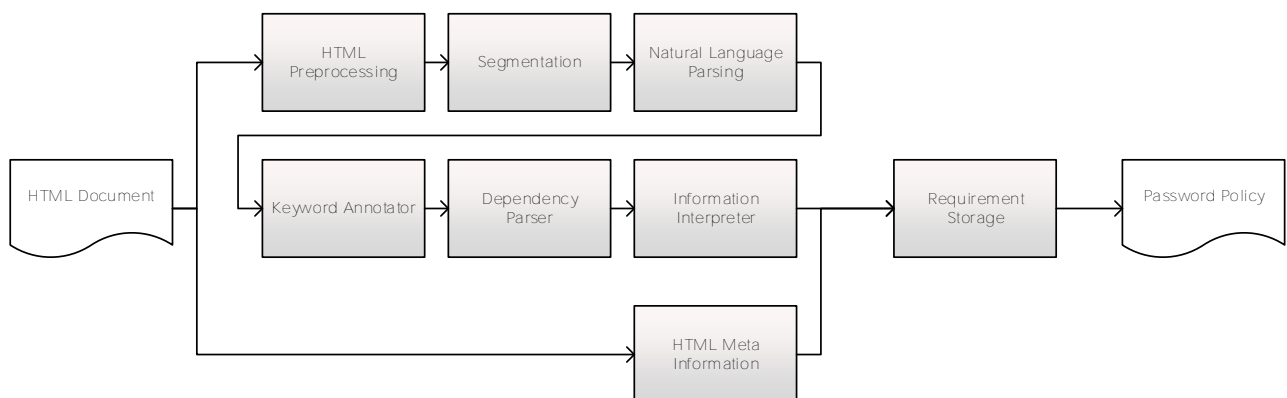 HTML
Preprocessing
Segmentation
Natural Language
Parsing
HTML Document
Keyword Annotator
Dependency
Parser
Information
Interpreter
Requirement
Storage
Password Policy
HTML Meta
Information